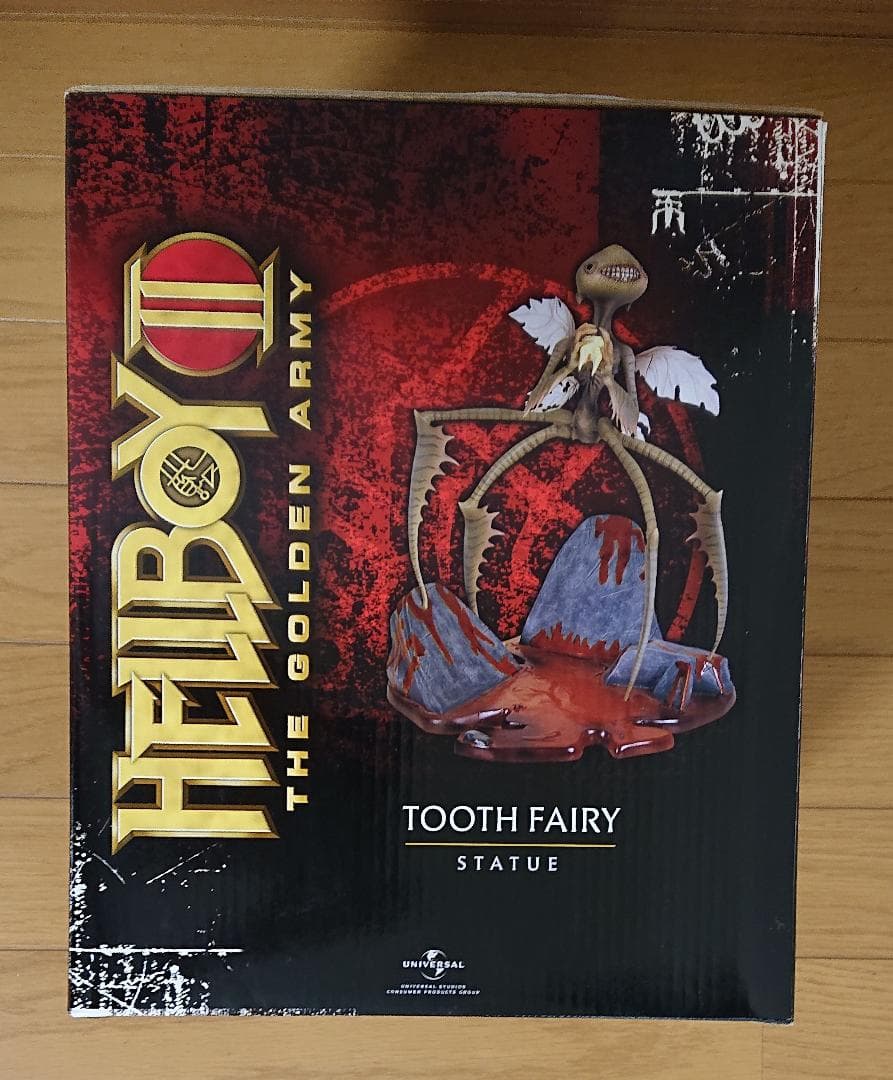 HELLBOY II
THE GOLDEN ARMY
TOOTH FAIRY
STATUE
UNIVERSAL
UNIVERSAL STUDIOS
CONSUMER PRODUCTS GROUP